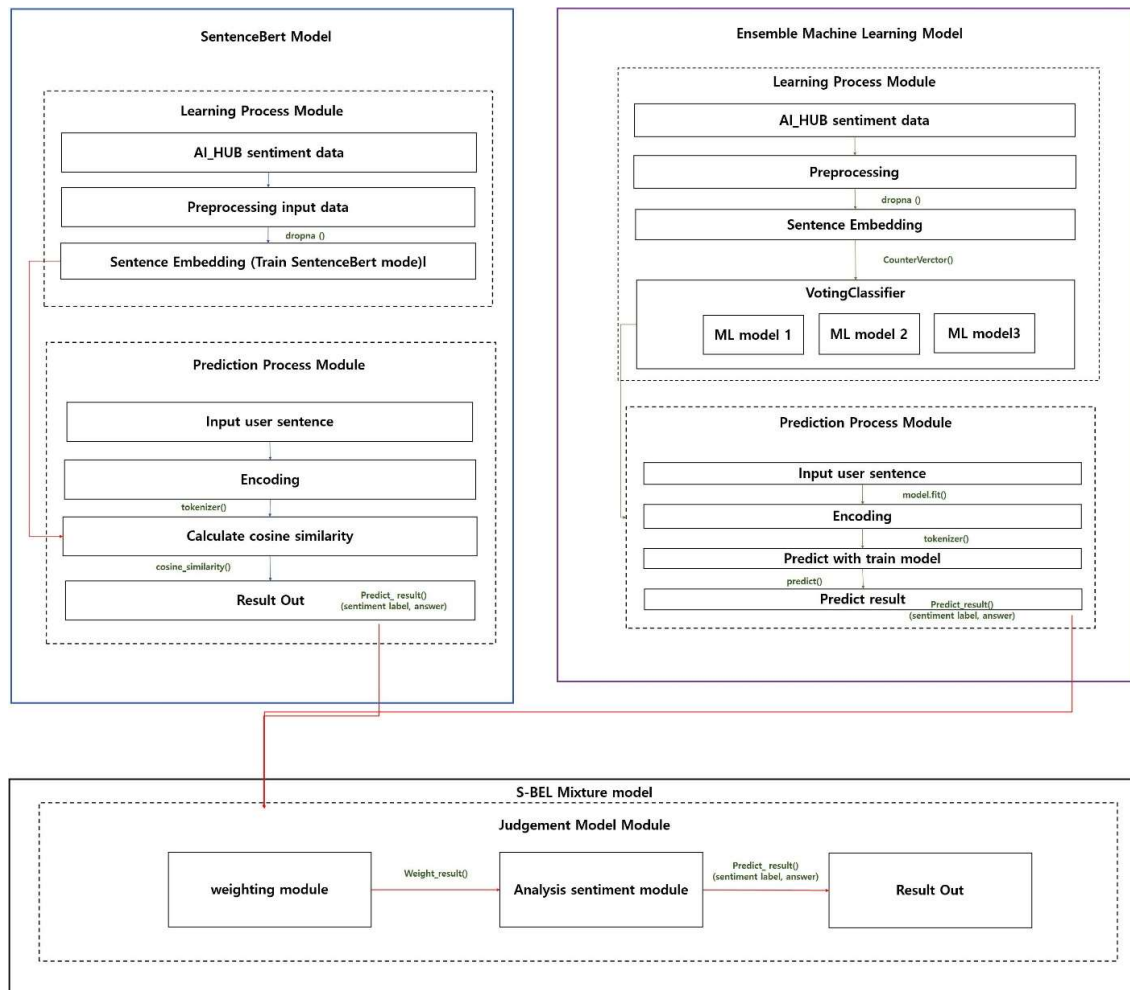 SentenceBert Model
Learning Process Module
AI_HUB sentiment data
Preprocessing input data
dropna ()
Sentence Embedding (Train SentenceBert mode)l
Prediction Process Module
Input user sentence
Encoding
tokenizer()
Calculate cosine similarity
cosine_similarity()
Result Out
Predict_ result()
(sentiment label, answer)
Ensemble Machine Learning Model
Learning Process Module
AI_HUB sentiment data
Preprocessing
dropna ()
Sentence Embedding
CounterVerctor()
VotingClassifier
ML model 1
ML model 2
ML model3
Prediction Process Module
Input user sentence
model.fit()
Encoding
tokenizer()
Predict with train model
predict()
Predict result
Predict_result()
(sentiment label, answer)
S-BEL Mixture model
Judgement Model Module
weighting module
Weight_result()
Analysis sentiment module
Predict_ result()
(sentiment label, answer)
Result Out